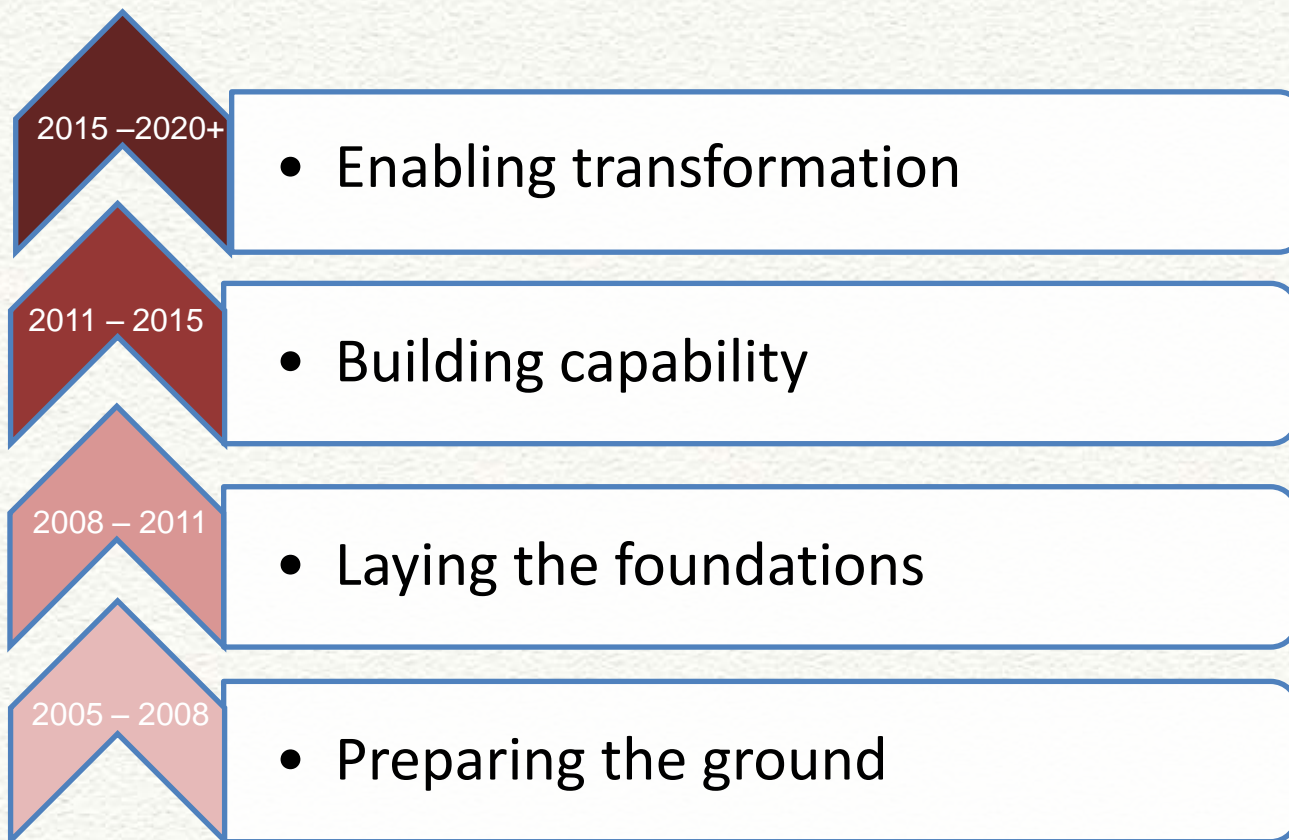 2015 –2020+
• Enabling transformation
2011 – 2015
• Building capability
2008 – 2011
• Laying the foundations
2005 – 2008
• Preparing the ground